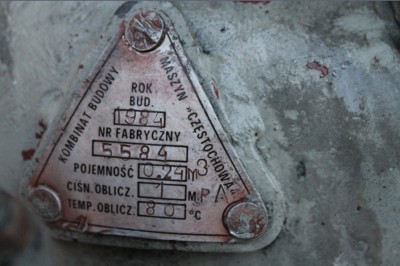 KOMBINAT BUDOWY
MASZYN „CZĘSTOCHOWA"
ROK
BUD.
1984
NR FABRYCZNY
5584
POJEMNOŚĆ 0.24 M3
CIŚN. OBLICZ. 1 MPA
TEMP. OBLICZ. 80 °C